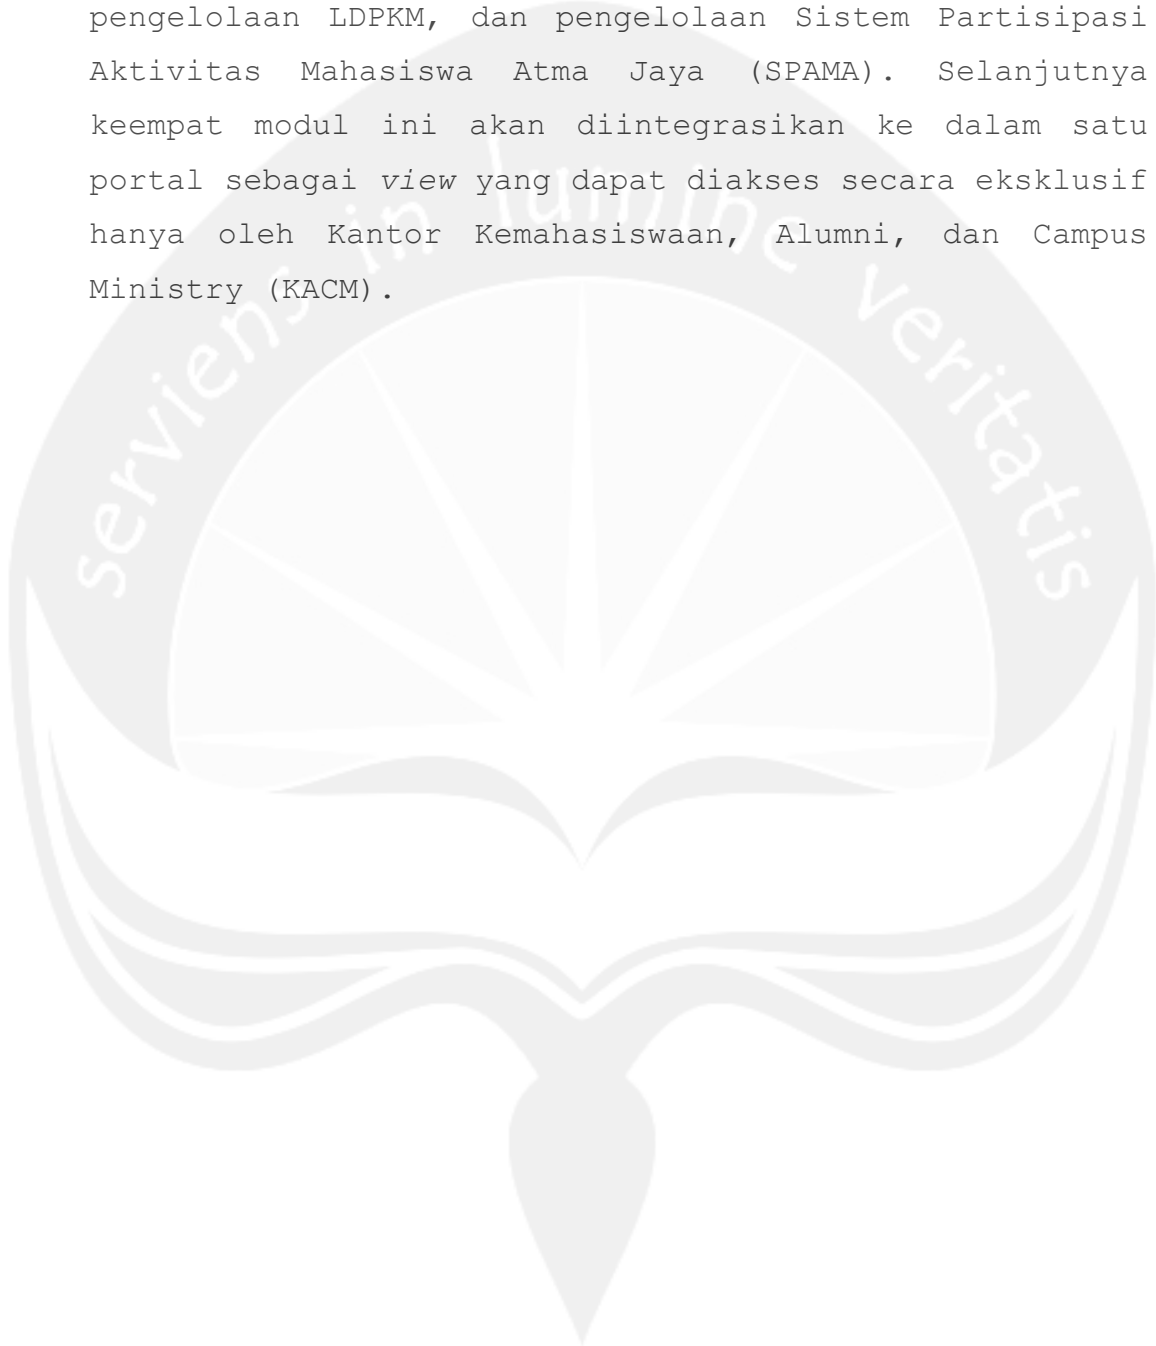 pengelolaan LDPKM, dan pengelolaan Sistem Partisipasi
Aktivitas Mahasiswa Atma Jaya (SPAMA). Selanjutnya
keempat modul ini akan diintegrasikan ke dalam satu
portal sebagai view yang dapat diakses secara eksklusif
hanya oleh Kantor Kemahasiswaan, Alumni, dan Campus
Ministry (KACM).
serviens in lumine veritatis